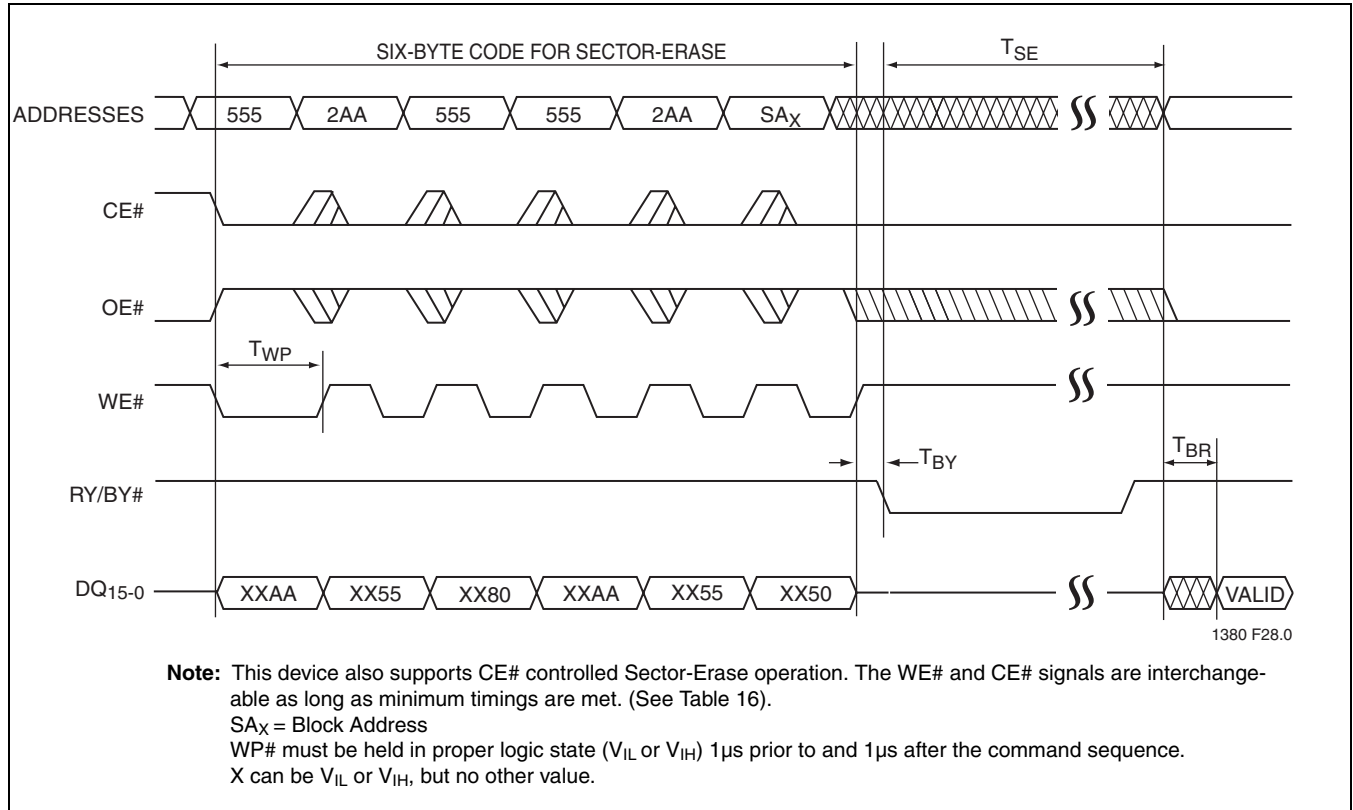 SIX-BYTE CODE FOR SECTOR-ERASE
TSE
ADDRESSES 555 2AA 555 555 2AA SAX
CE#
OE#
TWP
WE#
TBY
TBR
RY/BY#
DQ15-0 XXAA XX55 XX80 XXAA XX55 XX50 VALID
1380 F28.0
Note: This device also supports CE# controlled Sector-Erase operation. The WE# and CE# signals are interchange-
able as long as minimum timings are met. (See Table 16).
SAX = Block Address
WP# must be held in proper logic state (VIL or VIH) 1µs prior to and 1µs after the command sequence.
X can be VIL or VIH, but no other value.